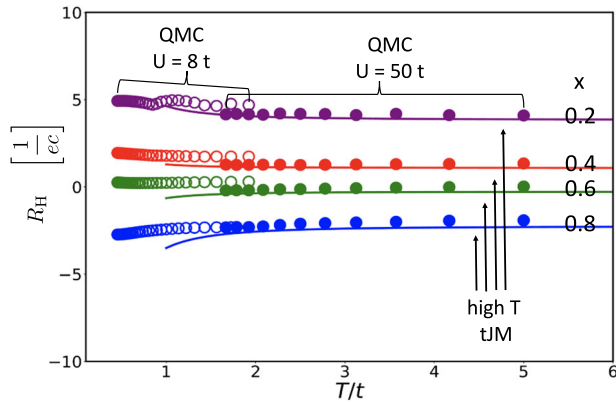 10
5
0
−5
−10
R_H [1/ec]
QMC
U = 8 t
QMC
U = 50 t
x
0.2
0.4
0.6
0.8
high T
tJM
1
2
3
4
5
6
T/t